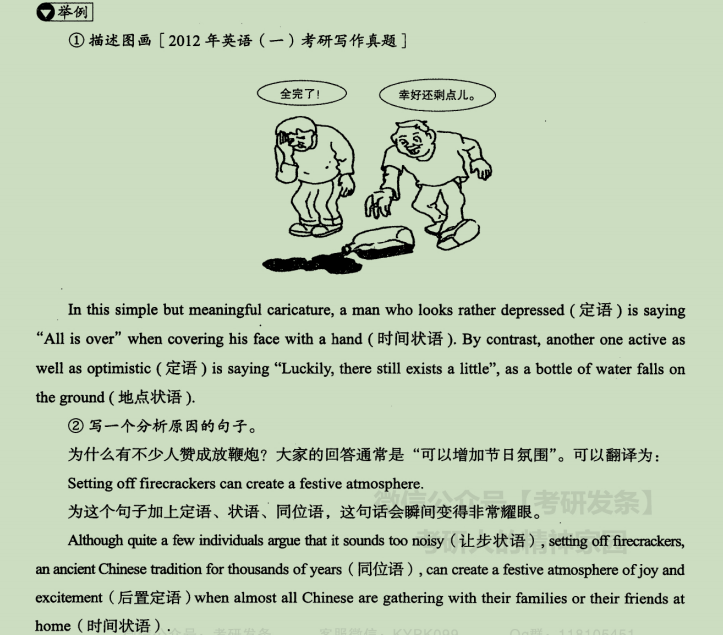 举例
① 描述图画 [ 2012 年英语（一）考研写作真题 ]
全完了！
幸好还剩点儿。
In this simple but meaningful caricature, a man who looks rather depressed ( 定语 ) is saying
“All is over” when covering his face with a hand ( 时间状语 ). By contrast, another one active as
well as optimistic ( 定语 ) is saying “Luckily, there still exists a little”, as a bottle of water falls on
the ground ( 地点状语 ).
② 写一个分析原因的句子。
为什么有不少人赞成放鞭炮？大家的回答通常是“可以增加节日氛围”。可以翻译为：
Setting off firecrackers can create a festive atmosphere.
微信公众号【考研发条】
为这个句子加上定语、状语、同位语，这句话会瞬间变得非常耀眼。
考研人的精神家园
Although quite a few individuals argue that it sounds too noisy ( 让步状语 ) , setting off firecrackers,
an ancient Chinese tradition for thousands of years ( 同位语 ) , can create a festive atmosphere of joy and
excitement ( 后置定语 ) when almost all Chinese are gathering with their families or their friends at
home ( 时间状语 ) .